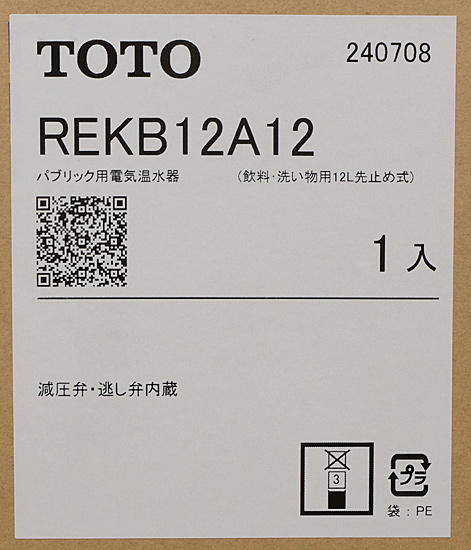 TOTO 240708
REKB12A12
パブリック用電気温水器 (飲料・洗い物用12L先止め式)
1入
減圧弁・逃し弁内蔵
3
プラ
袋:PE